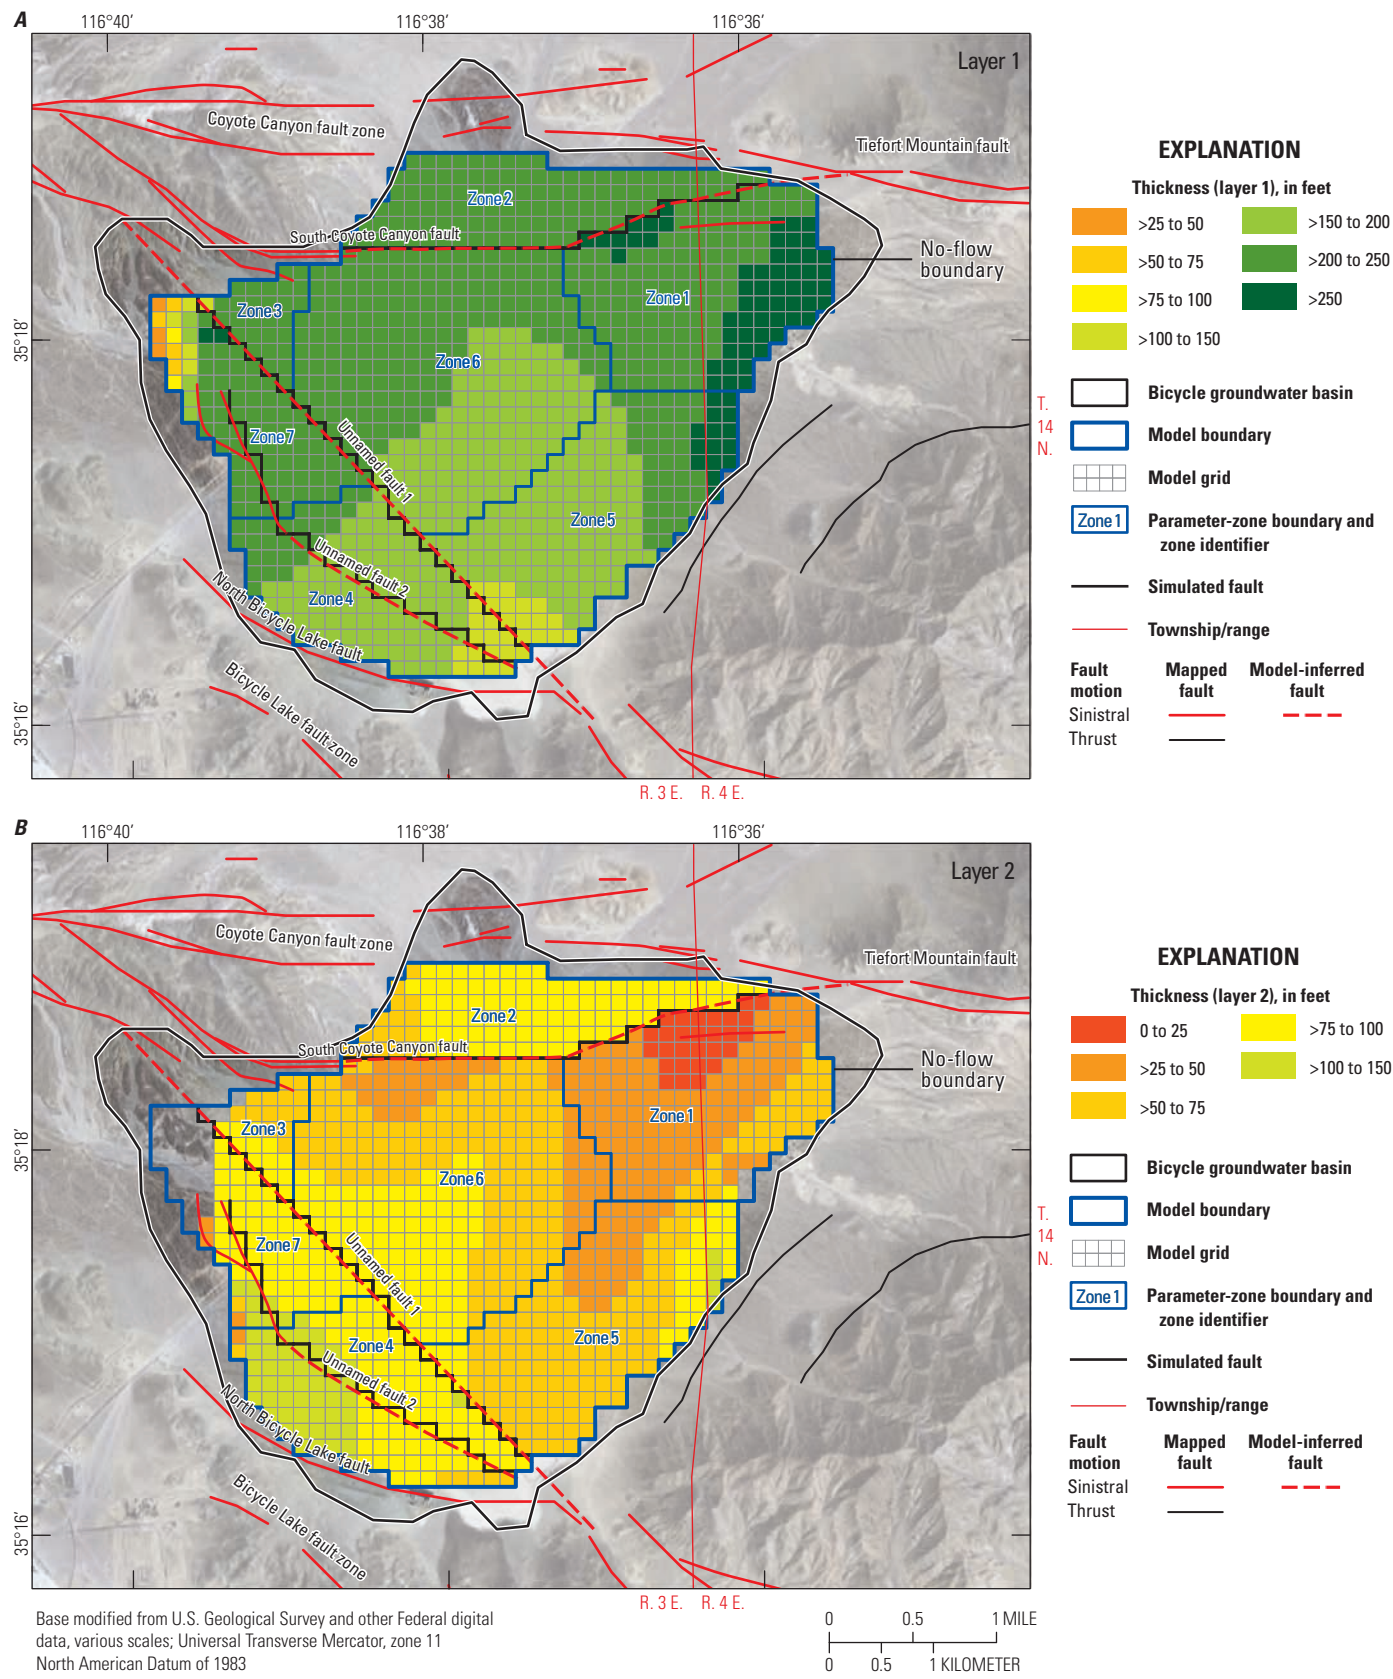 A
116°40′
116°38′
116°36′
Layer 1
Coyote Canyon fault zone
Tiefort Mountain fault
Zone 2
South Coyote Canyon fault
No-flow
boundary
Zone 3
Zone 1
35°18′
Zone 6
T.
14
N.
Zone 7
Unnamed fault 1
Zone 5
Unnamed fault 2
Zone 4
North Bicycle Lake fault
Bicycle Lake fault zone
35°16′
R. 3 E.
R. 4 E.
EXPLANATION
Thickness (layer 1), in feet
>25 to 50
>150 to 200
>50 to 75
>200 to 250
>75 to 100
>250
>100 to 150
Bicycle groundwater basin
Model boundary
Model grid
Zone 1
Parameter-zone boundary and
zone identifier
Simulated fault
Township/range
Fault
motion
Mapped
fault
Model-inferred
fault
Sinistral
Thrust
B
116°40′
116°38′
116°36′
Layer 2
Coyote Canyon fault zone
Tiefort Mountain fault
Zone 2
South Coyote Canyon fault
No-flow
boundary
Zone 3
Zone 1
35°18′
Zone 6
T.
14
N.
Zone 7
Unnamed fault 1
Zone 5
Zone 4
Unnamed fault 2
North Bicycle Lake fault
Bicycle Lake fault zone
35°16′
R. 3 E.
R. 4 E.
EXPLANATION
Thickness (layer 2), in feet
0 to 25
>75 to 100
>25 to 50
>100 to 150
>50 to 75
Bicycle groundwater basin
Model boundary
Model grid
Zone 1
Parameter-zone boundary and
zone identifier
Simulated fault
Township/range
Fault
motion
Mapped
fault
Model-inferred
fault
Sinistral
Thrust
Base modified from U.S. Geological Survey and other Federal digital
data, various scales; Universal Transverse Mercator, zone 11
North American Datum of 1983
0 0.5 1 MILE
0 0.5 1 KILOMETER